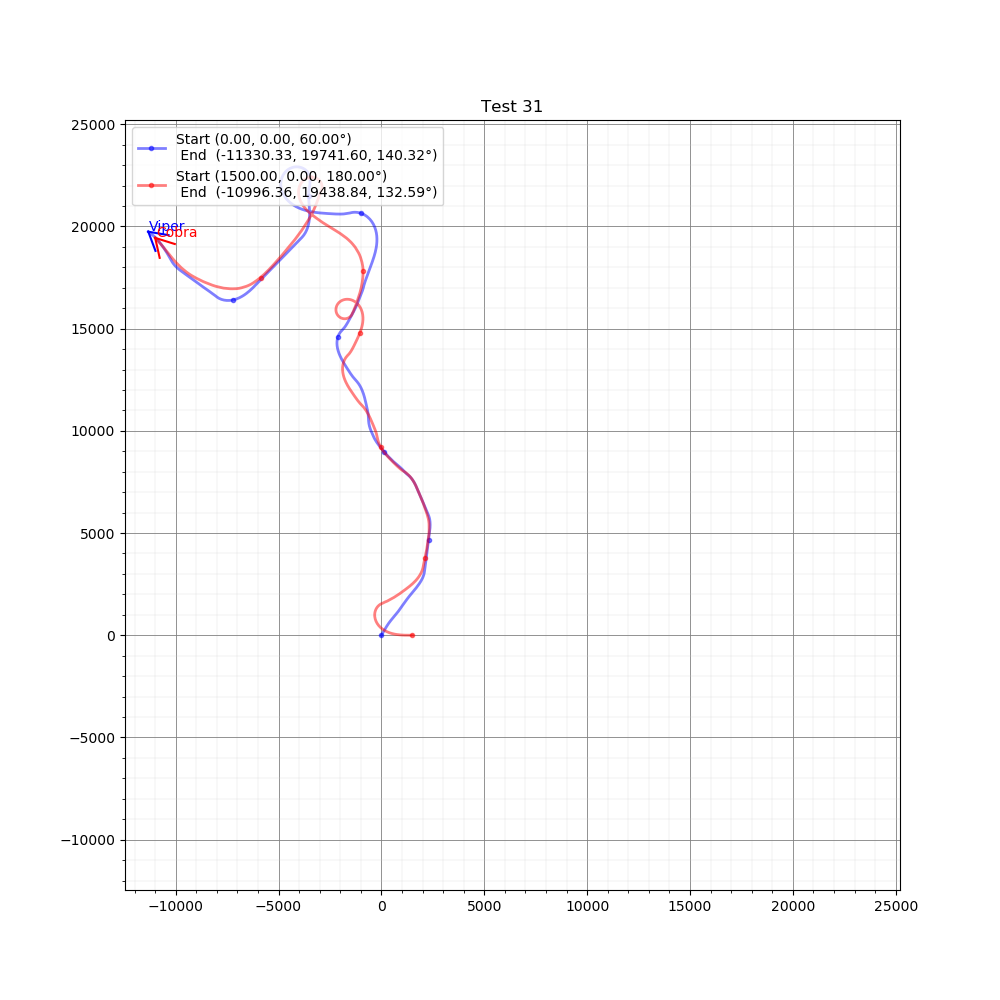 Test 31
Start (0.00, 0.00, 60.00°)
End (-11330.33, 19741.60, 140.32°)
Start (1500.00, 0.00, 180.00°)
End (-10996.36, 19438.84, 132.59°)
Viper
Cobra
25000
20000
15000
10000
5000
0
−5000
−10000
−10000 −5000 0 5000 10000 15000 20000 25000